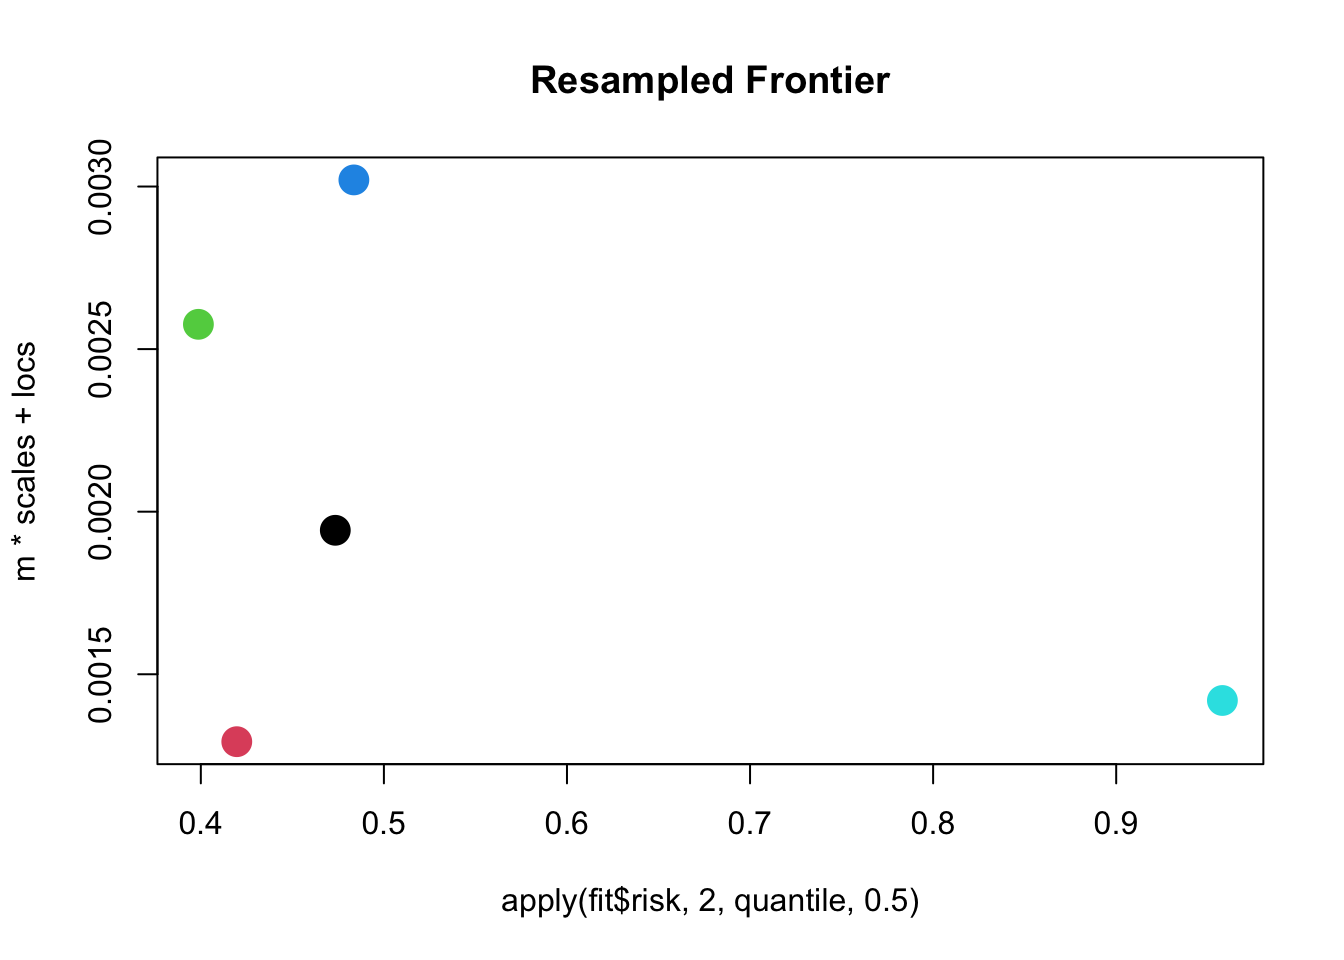 Resampled Frontier
m * scales + locs
0.0030
0.0025
0.0020
0.0015
0.4 0.5 0.6 0.7 0.8 0.9
apply(fit$risk, 2, quantile, 0.5)